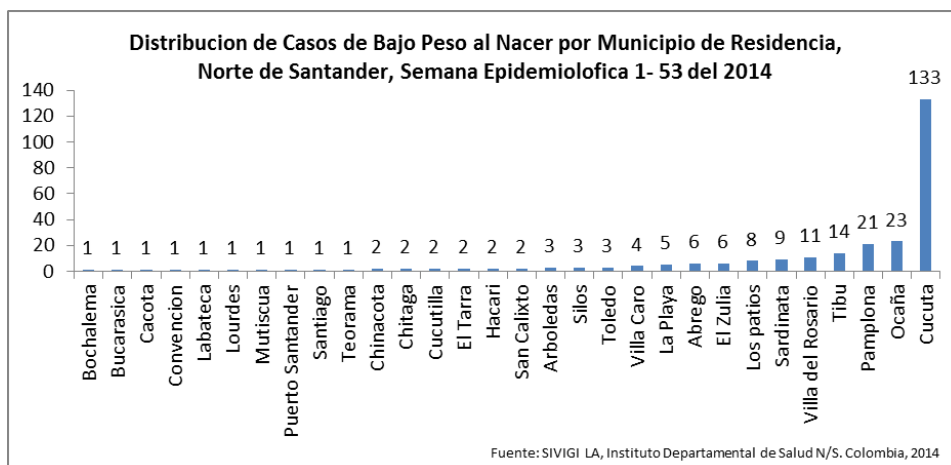 Distribucion de Casos de Bajo Peso al Nacer por Municipio de Residencia,
Norte de Santander, Semana Epidemiolofica 1- 53 del 2014
140
120
100
80
60
40
20
0
1 1 1 1 1 1 1 1 1 1 2 2 2 2 2 2 3 3 3 4 5 6 6 8 9 11 14 21 23 133
Bochalema
Bucarasica
Cacota
Convencion
Labateca
Lourdes
Mutiscua
Puerto Santander
Santiago
Teorama
Chinacota
Chitaga
Cucutilla
El Tarra
Hacari
San Calixto
Arboledas
Silos
Toledo
Villa Caro
La Playa
Abrego
El Zulia
Los patios
Sardinata
Villa del Rosario
Tibu
Pamplona
Ocaña
Cucuta
Fuente: SIVIGI LA, Instituto Departamental de Salud N/S. Colombia, 2014